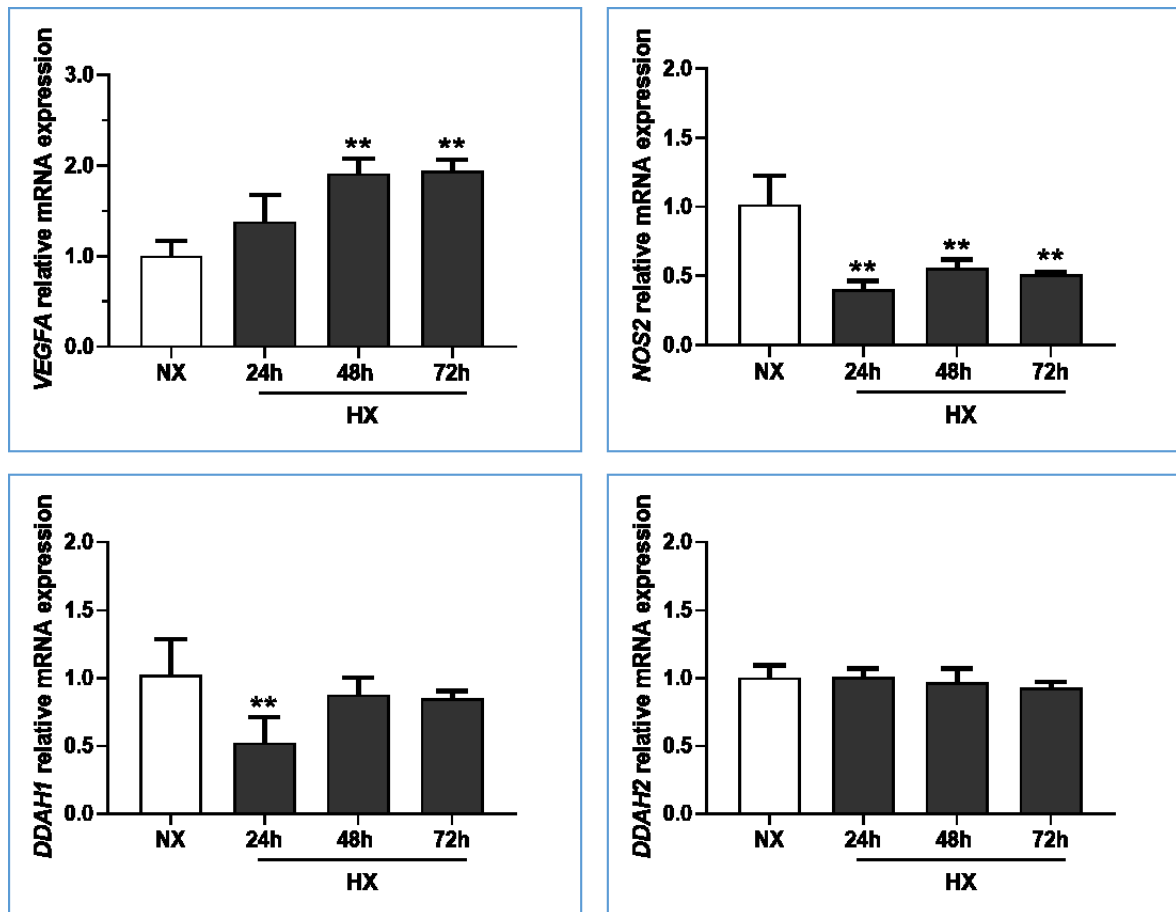 VEGFA relative mRNA expression
3.0
2.0
1.0
0.0
**
**
NX 24h 48h 72h
HX
NOS2 relative mRNA expression
2.0
1.5
1.0
0.5
0.0
**
**
**
NX 24h 48h 72h
HX
DDAH1 relative mRNA expression
2.0
1.5
1.0
0.5
0.0
**
NX 24h 48h 72h
HX
DDAH2 relative mRNA expression
2.0
1.5
1.0
0.5
0.0
NX 24h 48h 72h
HX